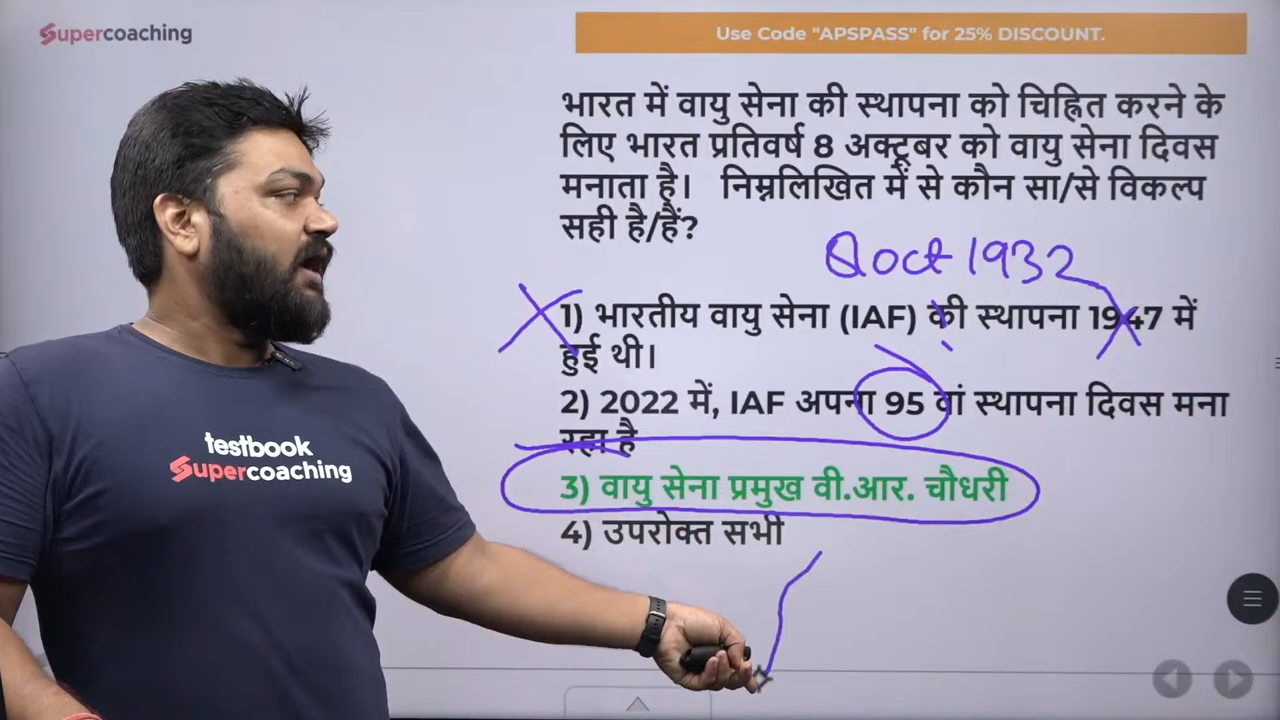 Supercoaching
Use Code "APSPASS" for 25% DISCOUNT.
भारत में वायु सेना की स्थापना को चिह्नित करने के
लिए भारत प्रतिवर्ष 8 अक्टूबर को वायु सेना दिवस
मनाता है। निम्नलिखित में से कौन सा/से विकल्प
सही है/हैं?
8 oct 1932
1) भारतीय वायु सेना (IAF) की स्थापना 1947 में
हुई थी।
2) 2022 में, IAF अपना 95 वां स्थापना दिवस मना
रहा है
3) वायु सेना प्रमुख वी.आर. चौधरी
4) उपरोक्त सभी
testbook
Supercoaching